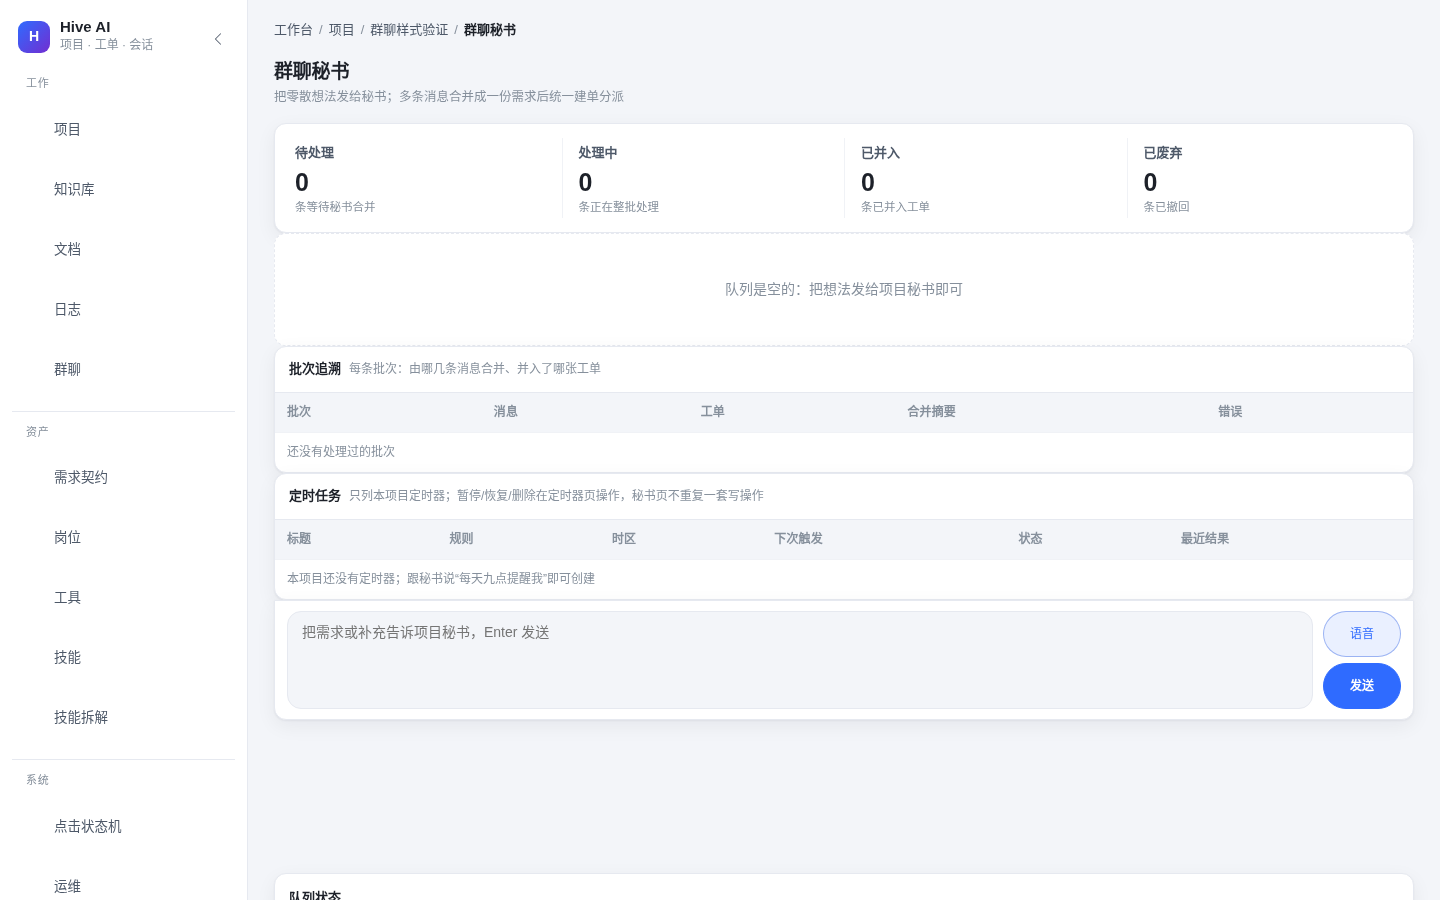 H
Hive AI
项目 · 工单 · 会话
工作
项目
知识库
文档
日志
群聊
资产
需求契约
岗位
工具
技能
技能拆解
系统
点击状态机
运维
工作台 / 项目 / 群聊样式验证 / 群聊秘书
群聊秘书
把零散想法发给秘书；多条消息合并成一份需求后统一建单分派
待处理 处理中 已并入 已废弃
0 0 0 0
条等待秘书合并 条正在整批处理 条已并入工单 条已撤回
队列是空的：把想法发给项目秘书即可
批次追溯 每条批次：由哪几条消息合并、并入了哪张工单
批次 消息 工单 合并摘要 错误
还没有处理过的批次
定时任务 只列本项目定时器；暂停/恢复/删除在定时器页操作，秘书页不重复一套写操作
标题 规则 时区 下次触发 状态 最近结果
本项目还没有定时器；跟秘书说“每天九点提醒我”即可创建
把需求或补充告诉项目秘书，Enter 发送
语音
发送
队列状态